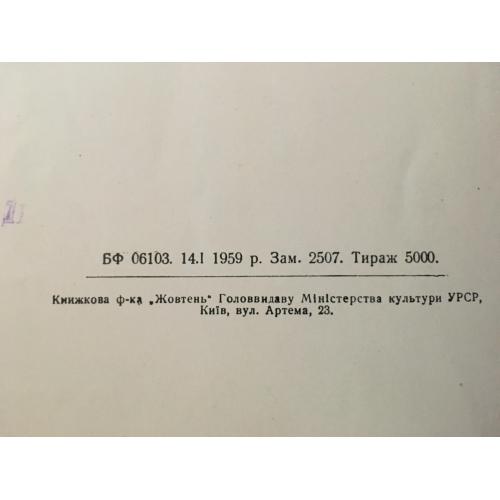 БФ 06103. 14.I 1959 р. Зам. 2507. Тираж 5000.
Книжкова ф-ка „Жовтень" Головвидаву Міністерства культури УРСР,
Київ, вул. Артема, 23.